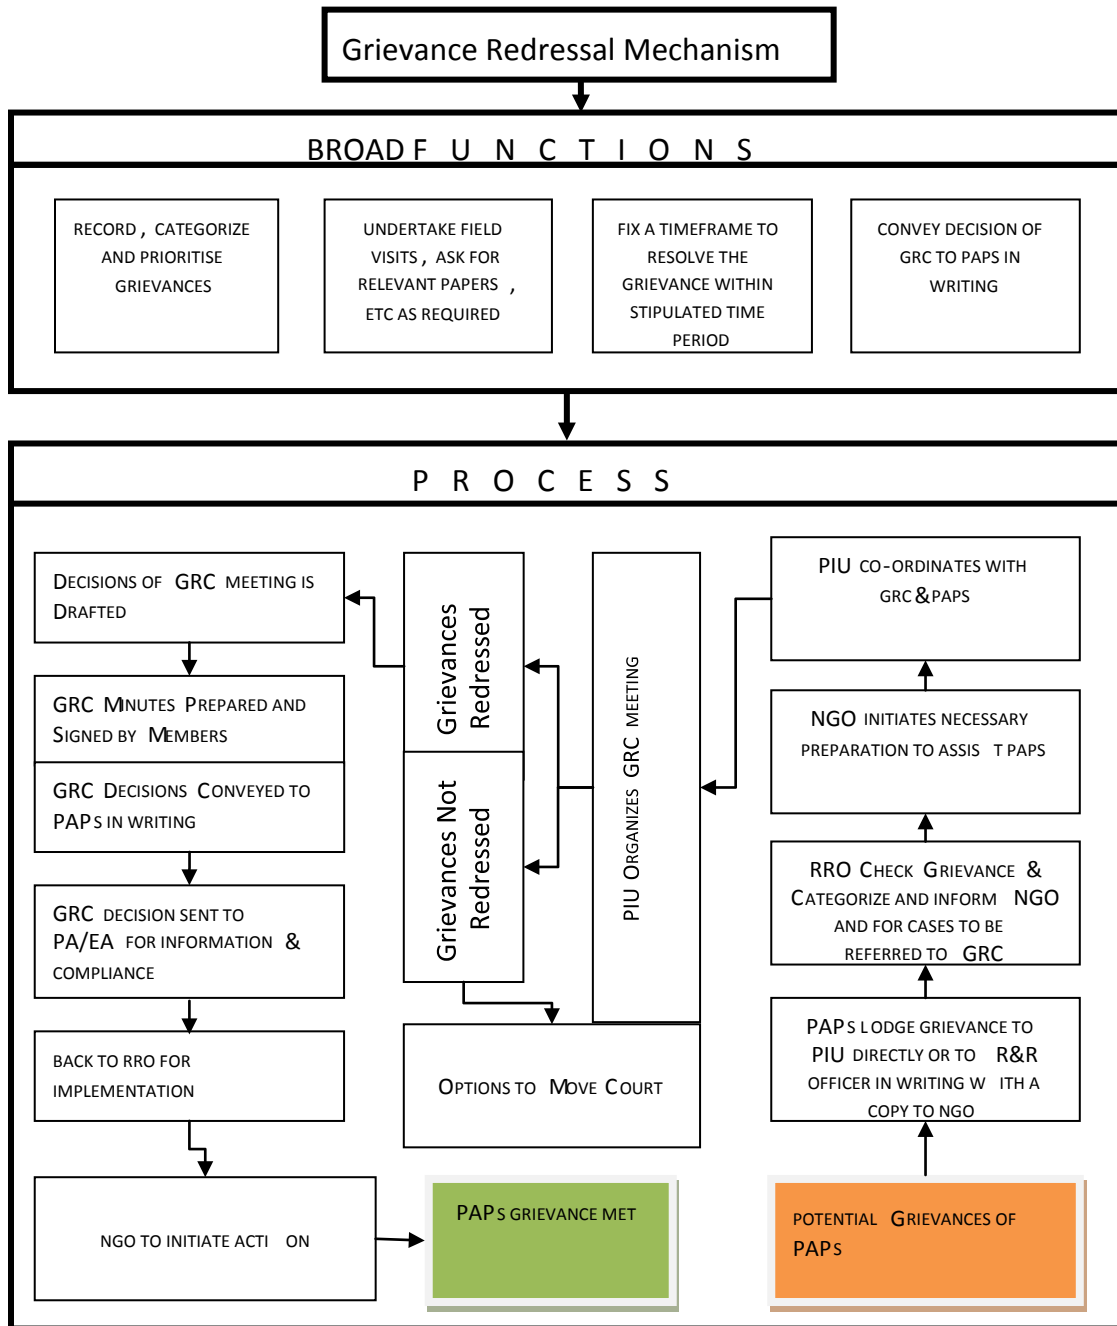 Grievance Redressal Mechanism
BROAD F U N C T I O N S
RECORD , CATEGORIZE
AND PRIORITISE
GRIEVANCES
UNDERTAKE FIELD
VISITS , ASK FOR
RELEVANT PAPERS ,
ETC AS REQUIRED
FIX A TIMEFRAME TO
RESOLVE THE
GRIEVANCE WITHIN
STIPULATED TIME
PERIOD
CONVEY DECISION OF
GRC TO PAPS IN
WRITING
P R O C E S S
DECISIONS OF GRC MEETING IS
DRAFTED
GRC MINUTES PREPARED AND
SIGNED BY MEMBERS
GRC DECISIONS CONVEYED TO
PAPS IN WRITING
GRC DECISION SENT TO
PA/EA FOR INFORMATION &
COMPLIANCE
BACK TO RRO FOR
IMPLEMENTATION
NGO TO INITIATE ACTI ON
Grievances
Redressed
Grievances Not
Redressed
OPTIONS TO MOVE COURT
PAPS GRIEVANCE MET
PIU ORGANIZES GRC MEETING
PIU CO-ORDINATES WITH
GRC &PAPS
NGO INITIATES NECESSARY
PREPARATION TO ASSIS T PAPS
RRO CHECK GRIEVANCE &
CATEGORIZE AND INFORM NGO
AND FOR CASES TO BE
REFERRED TO GRC
PAPS LODGE GRIEVANCE TO
PIU DIRECTLY OR TO R&R
OFFICER IN WRITING W ITH A
COPY TO NGO
POTENTIAL GRIEVANCES OF
PAPS